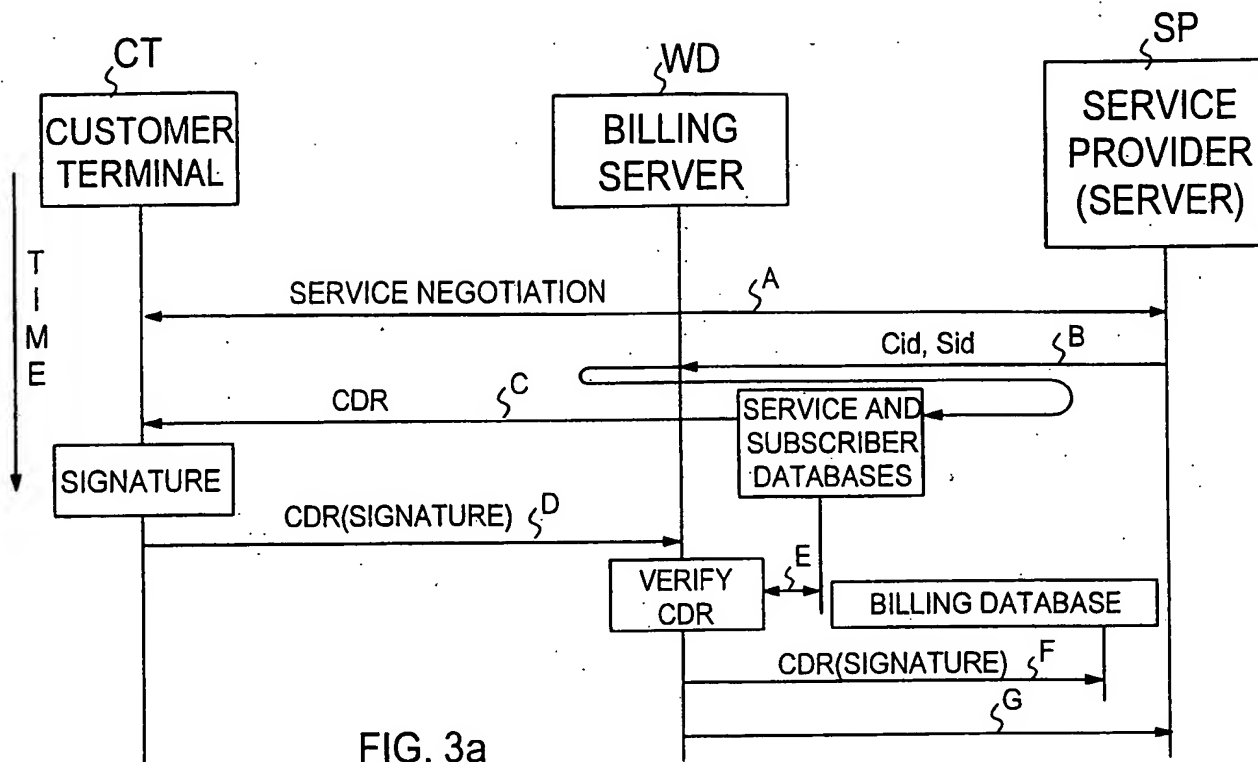 CT
WD
SP
CUSTOMER
TERMINAL
BILLING
SERVER
SERVICE
PROVIDER
(SERVER)
TIME
SERVICE NEGOTIATION
A
Cid, Sid
B
CDR
C
SERVICE AND
SUBSCRIBER
DATABASES
SIGNATURE
CDR(SIGNATURE)
D
VERIFY
CDR
E
BILLING DATABASE
CDR(SIGNATURE)
F
G
FIG. 3a